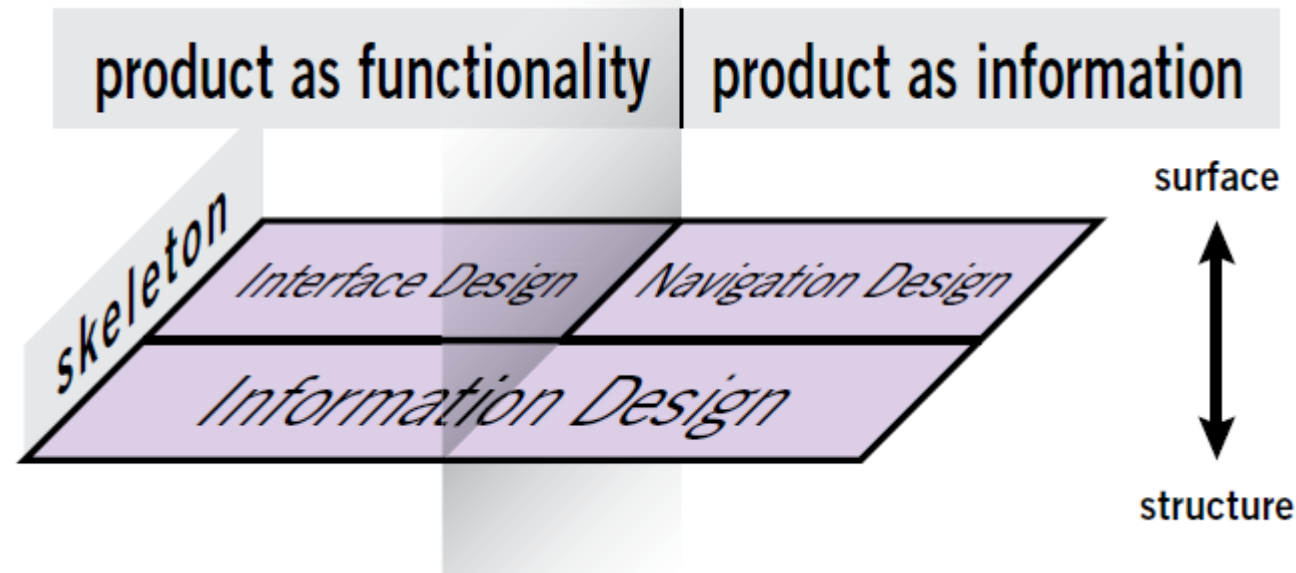 product as functionality
product as information
surface
skeleton
Interface Design
Navigation Design
Information Design
structure